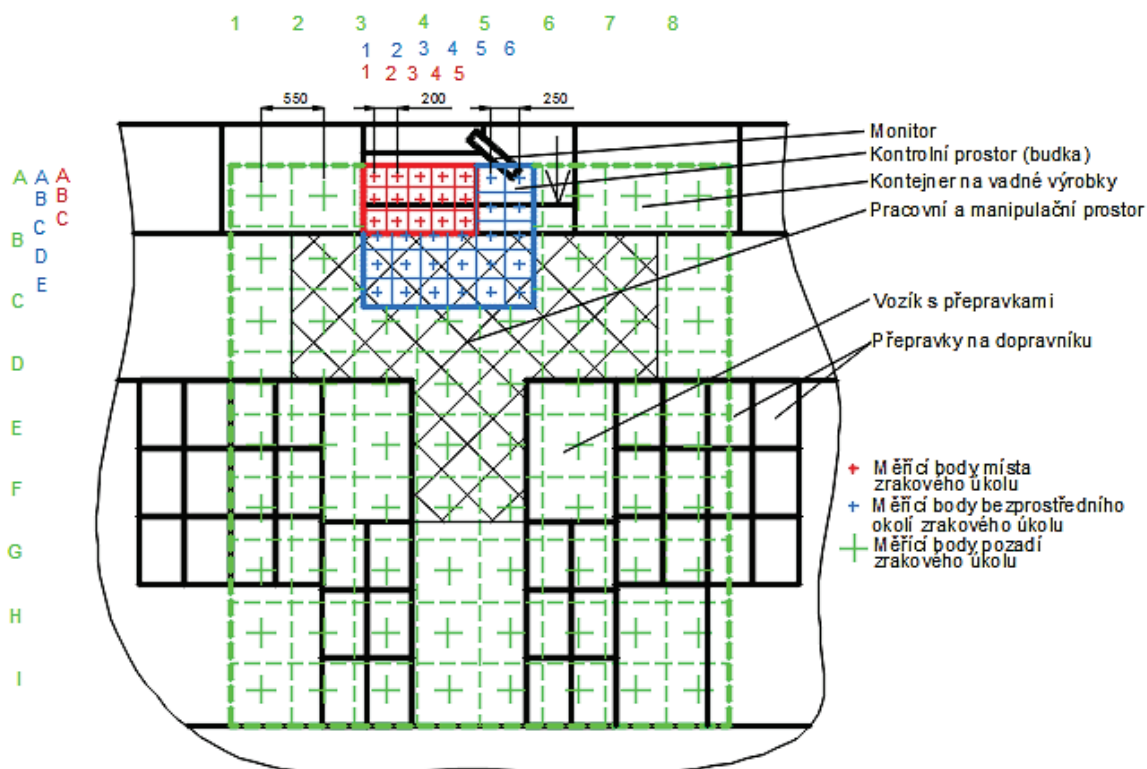 1 2 3 4 5 6 7 8
1 2 3 4 5 6
1 2 3 4 5
550
200
250
Monitor
Kontrolní prostor (budka)
Kontejner na vadné výrobky
Pracovní a manipulační prostor
A A A
B B
C C
B
D
E
C
D
E
F
G
H
I
Vozík s přepravkami
Přepravky na dopravníku
Měřící body místa
zrakového úkolu
Měřící body bezprostředního
okolí zrakového úkolu
Měřící body pozadí
zrakového úkolu